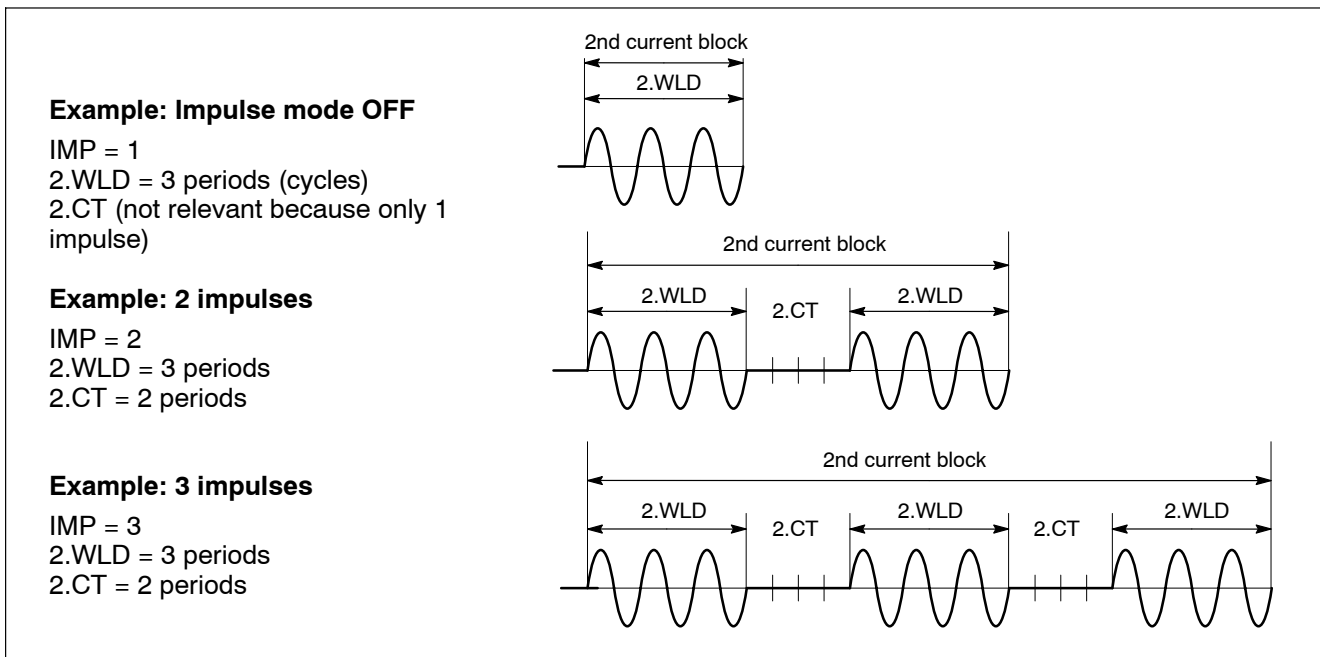 2nd current block
2.WLD
Example: Impulse mode OFF
IMP = 1
2.WLD = 3 periods (cycles)
2.CT (not relevant because only 1
impulse)
2nd current block
Example: 2 impulses
2.WLD 2.CT 2.WLD
IMP = 2
2.WLD = 3 periods
2.CT = 2 periods
2nd current block
Example: 3 impulses
2.WLD 2.CT 2.WLD 2.CT 2.WLD
IMP = 3
2.WLD = 3 periods
2.CT = 2 periods